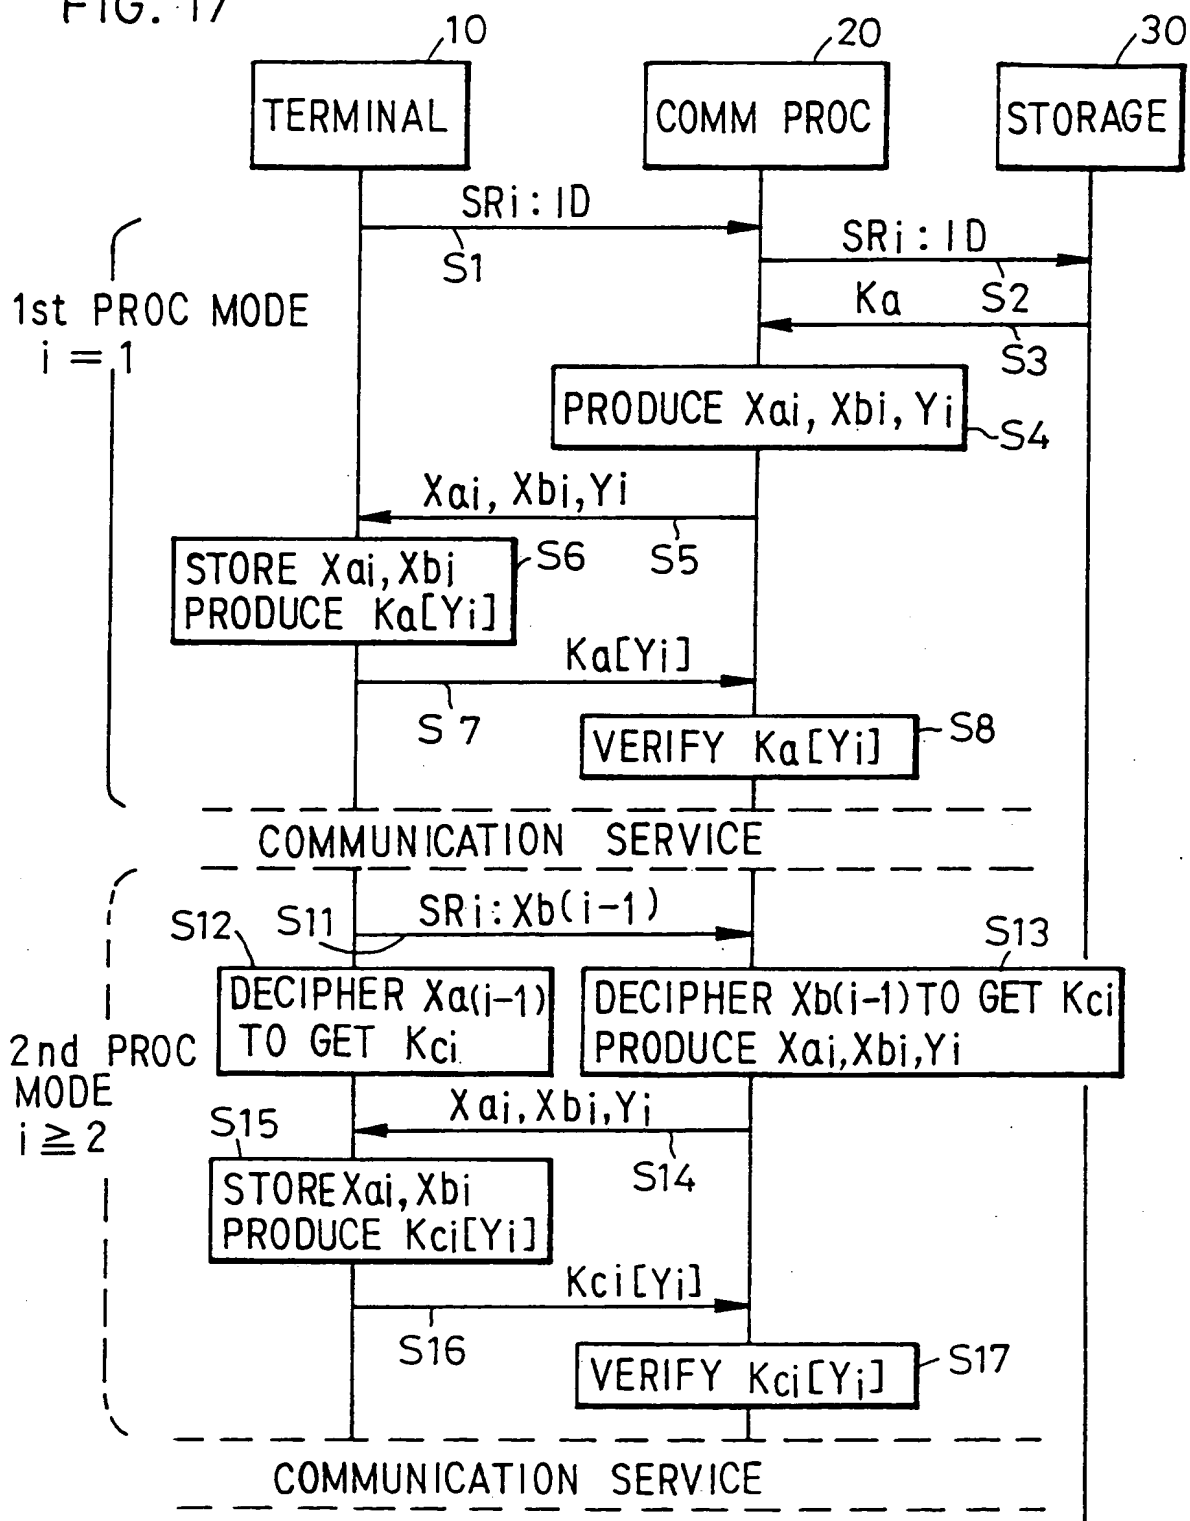 FIG. 17
10
20
30
TERMINAL
COMM PROC
STORAGE
SRi: ID
S1
SRi: ID
S2
Ka
S3
1st PROC MODE
i = 1
PRODUCE Xai, Xbi, Yi
S4
Xai, Xbi, Yi
S5
STORE Xai, Xbi
PRODUCE Ka[Yi]
S6
Ka[Yi]
S7
VERIFY Ka[Yi]
S8
COMMUNICATION SERVICE
SRi: Xb(i-1)
S11
S12
S13
DECIPHER Xa(i-1)
TO GET Kci
DECIPHER Xb(i-1) TO GET Kci
PRODUCE Xai, Xbi, Yi
2nd PROC
MODE
i ≧ 2
Xai, Xbi, Yi
S14
S15
STORE Xai, Xbi
PRODUCE Kci[Yi]
Kci[Yi]
S16
VERIFY Kci[Yi]
S17
COMMUNICATION SERVICE